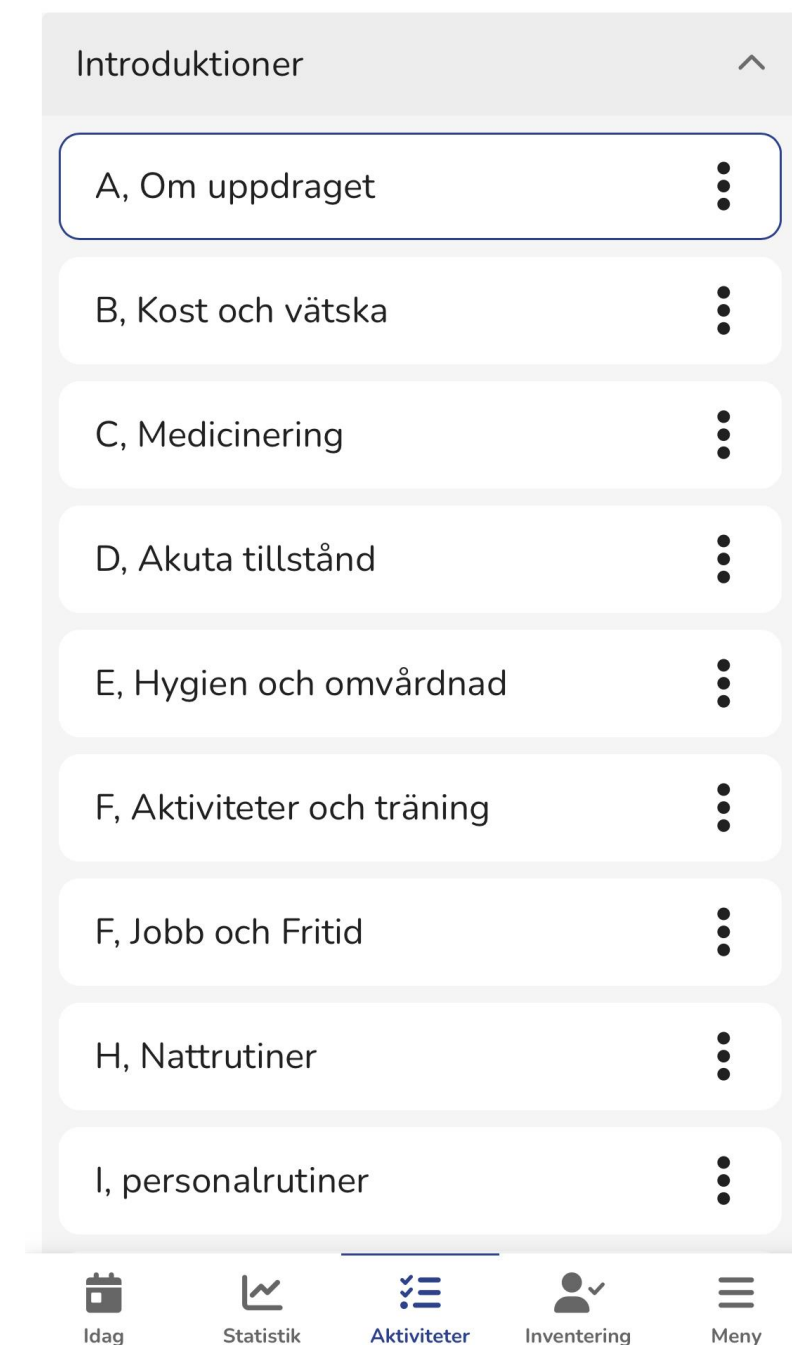 Introduktioner
A, Om uppdraget
B, Kost och vätska
C, Medicinering
D, Akuta tillstånd
E, Hygien och omvårdnad
F, Aktiviteter och träning
F, Jobb och Fritid
H, Nattrutiner
I, personalrutiner
Idag Statistik Aktiviteter Inventering Meny